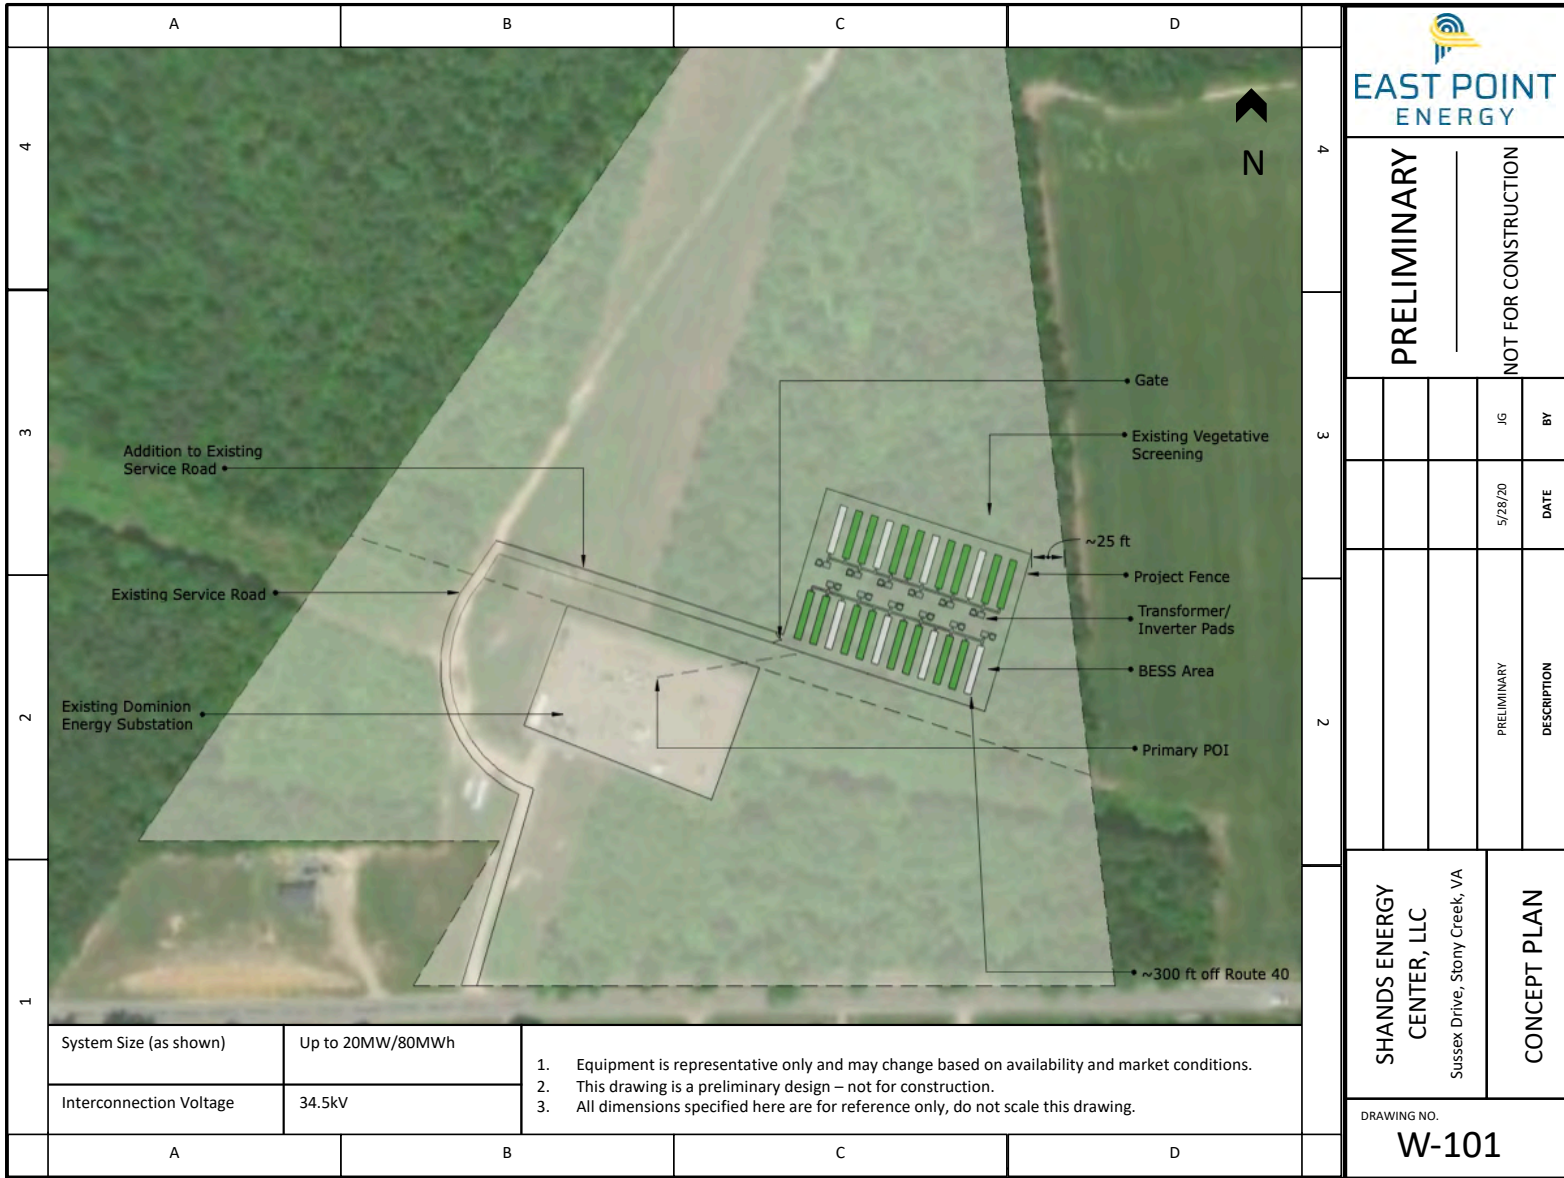 A
B
C
D
4
3
2
1
4
3
2
1
N
Gate
Existing Vegetative
Screening
Addition to Existing
Service Road
~25 ft
Project Fence
Existing Service Road
Transformer/
Inverter Pads
BESS Area
Existing Dominion
Energy Substation
Primary POI
~300 ft off Route 40
System Size (as shown)
Up to 20MW/80MWh
Interconnection Voltage
34.5kV
1. Equipment is representative only and may change based on availability and market conditions.
2. This drawing is a preliminary design – not for construction.
3. All dimensions specified here are for reference only, do not scale this drawing.
A
B
C
D
EAST POINT
ENERGY
PRELIMINARY
NOT FOR CONSTRUCTION
JG
BY
5/28/20
DATE
PRELIMINARY
DESCRIPTION
SHANDS ENERGY
CENTER, LLC
Sussex Drive, Stony Creek, VA
CONCEPT PLAN
DRAWING NO.
W-101